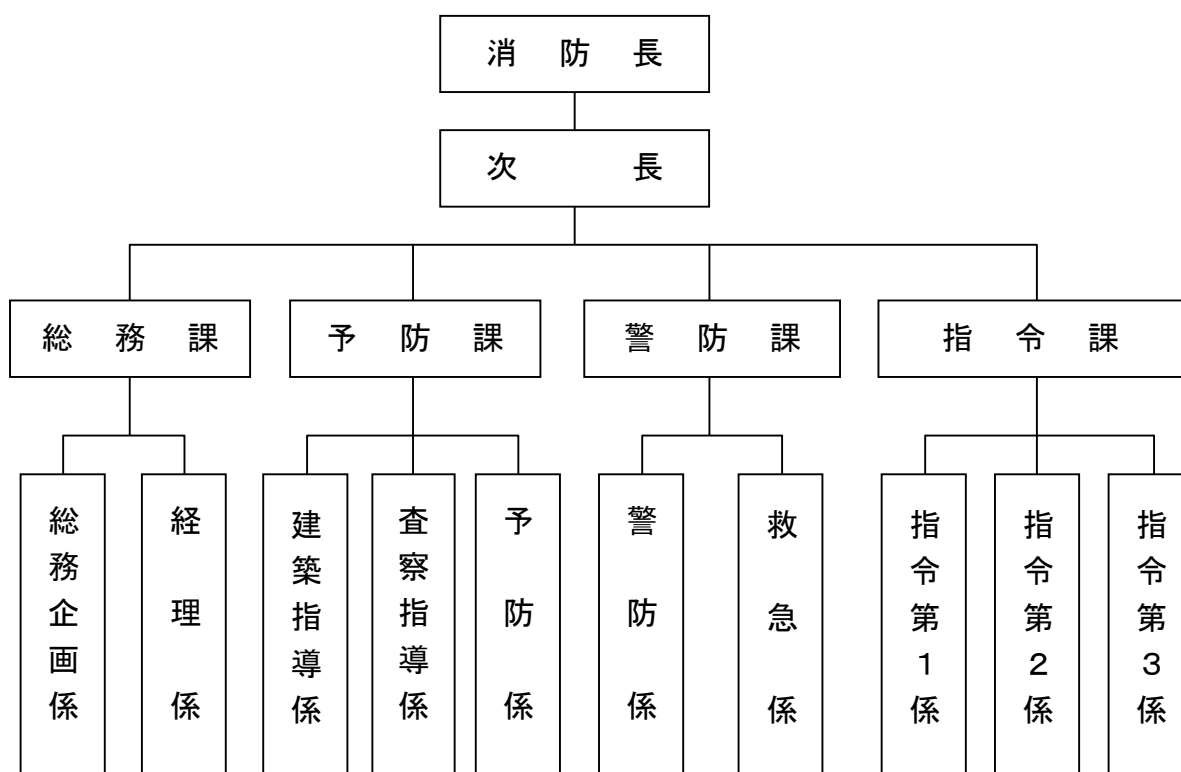 消防長
次長
総務課
予防課
警防課
指令課
総務企画係
経理係
建築指導係
査察指導係
予防係
警防係
救急係
指令第1係
指令第2係
指令第3係